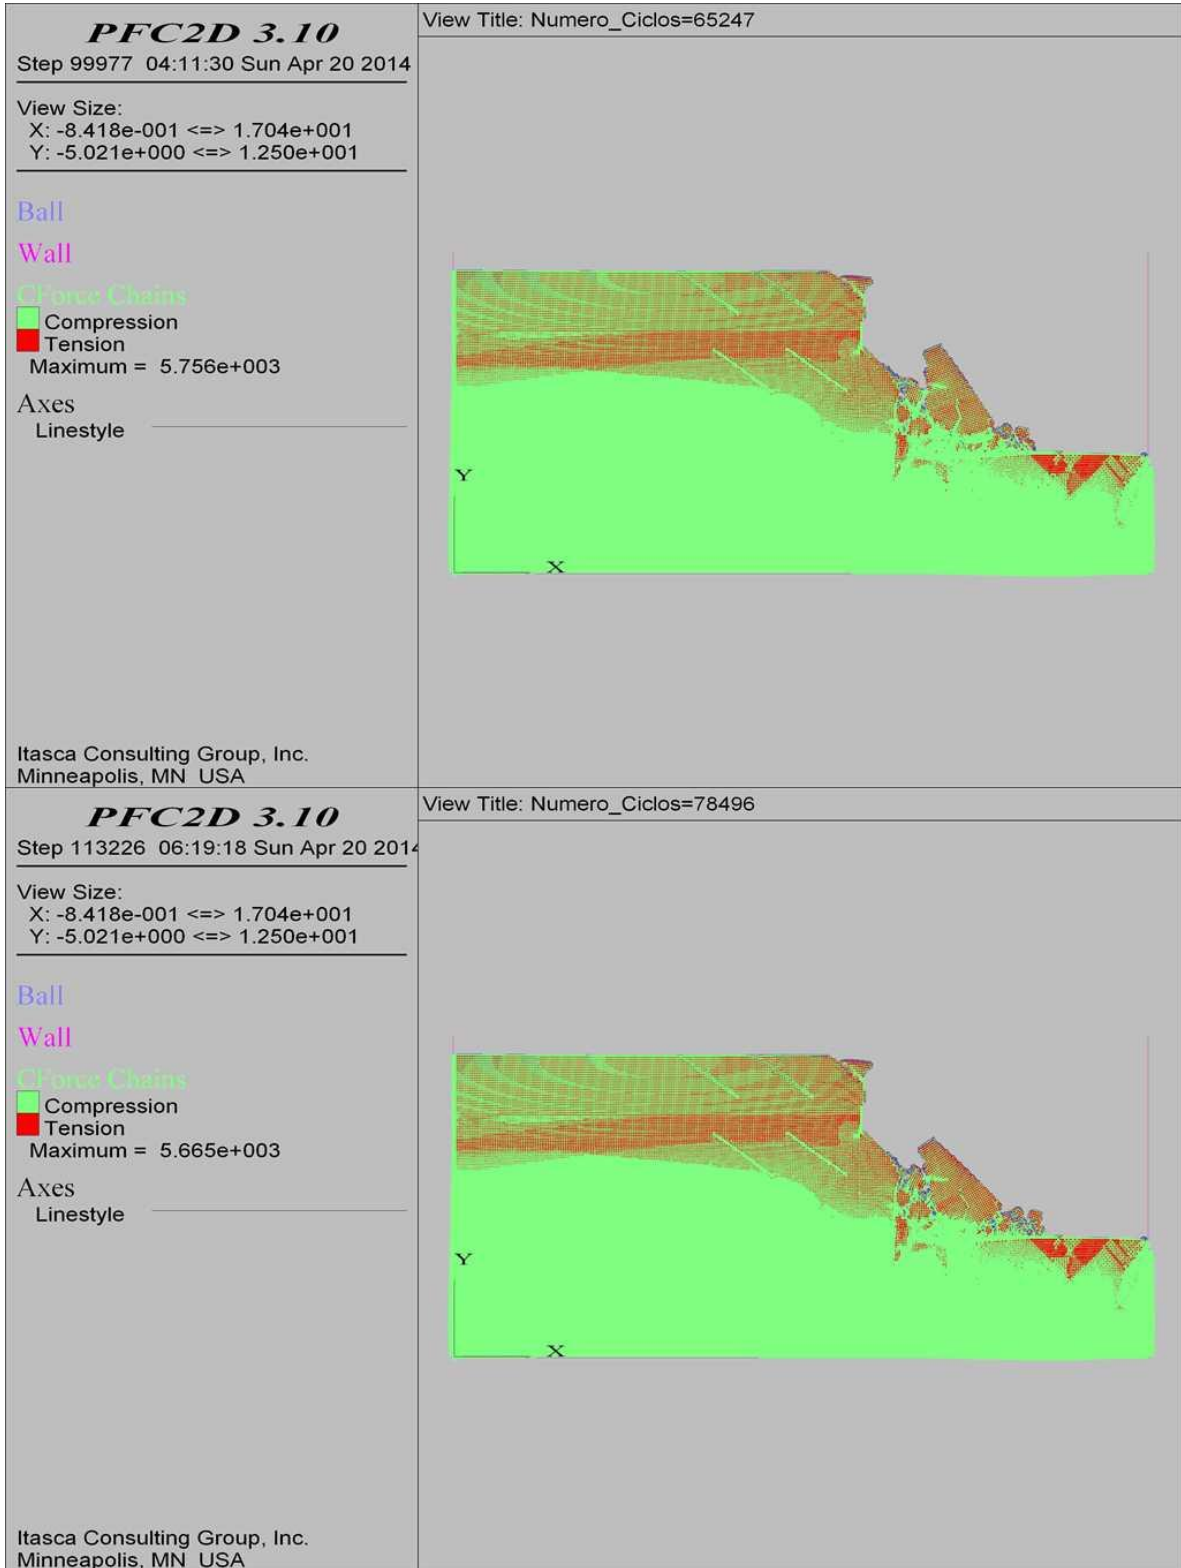 PFC2D 3.10
Step 99977 04:11:30 Sun Apr 20 2014
View Size:
X: -8.418e-001 <=> 1.704e+001
Y: -5.021e+000 <=> 1.250e+001
Ball
Wall
CForce Chains
Compression
Tension
Maximum = 5.756e+003
Axes
Linestyle
Itasca Consulting Group, Inc.
Minneapolis, MN USA
View Title: Numero_Ciclos=65247
Y
X
PFC2D 3.10
Step 113226 06:19:18 Sun Apr 20 2014
View Size:
X: -8.418e-001 <=> 1.704e+001
Y: -5.021e+000 <=> 1.250e+001
Ball
Wall
CForce Chains
Compression
Tension
Maximum = 5.665e+003
Axes
Linestyle
Itasca Consulting Group, Inc.
Minneapolis, MN USA
View Title: Numero_Ciclos=78496
Y
X